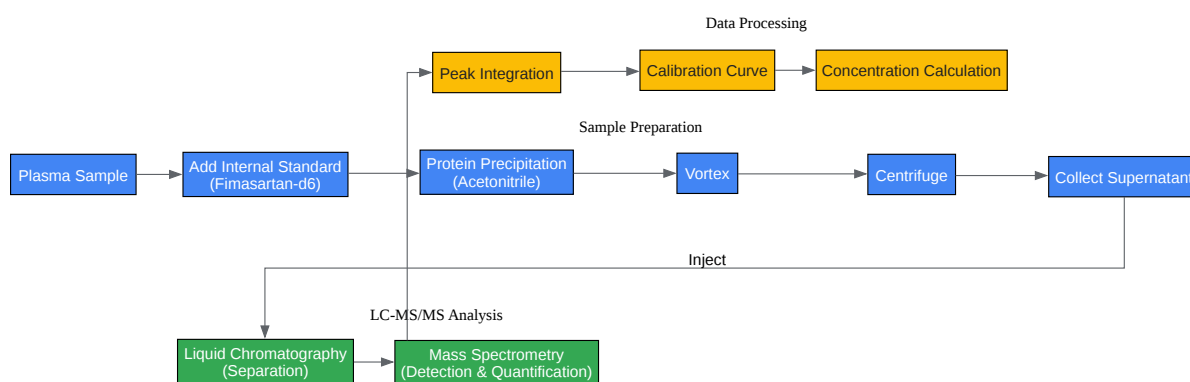 Data Processing
Peak Integration
Calibration Curve
Concentration Calculation
Sample Preparation
Plasma Sample
Add Internal Standard
(Fimasartan-d6)
Protein Precipitation
(Acetonitrile)
Vortex
Centrifuge
Collect Supernatant
Inject
LC-MS/MS Analysis
Liquid Chromatography
(Separation)
Mass Spectrometry
(Detection & Quantification)